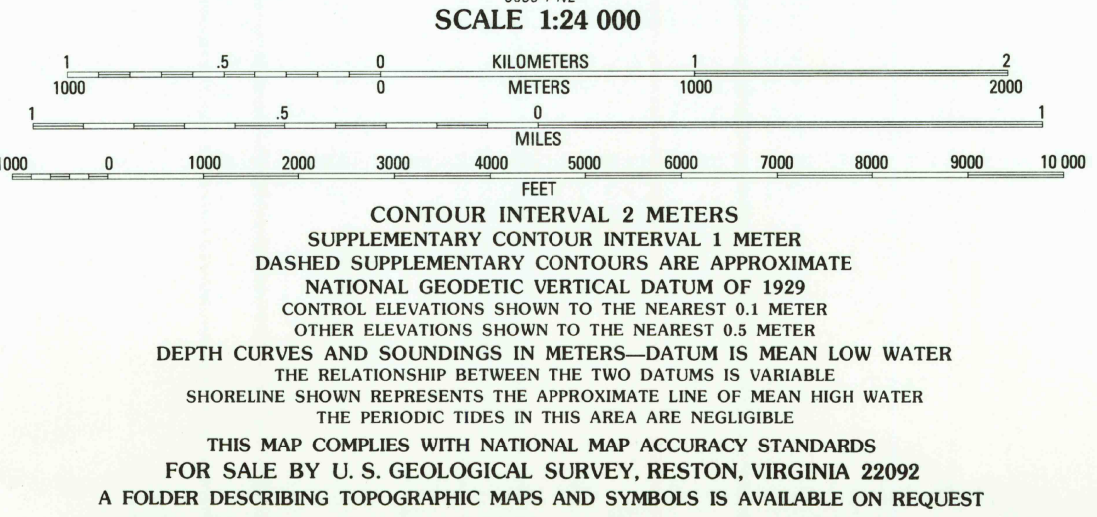 SCALE 1:24 000
1 .5 0 KILOMETERS 1 2
1000 0 METERS 1000 2000
1 .5 0 1
MILES
1000 0 1000 2000 3000 4000 5000 6000 7000 8000 9000 10 000
FEET
CONTOUR INTERVAL 2 METERS
SUPPLEMENTARY CONTOUR INTERVAL 1 METER
DASHED SUPPLEMENTARY CONTOURS ARE APPROXIMATE
NATIONAL GEODETIC VERTICAL DATUM OF 1929
CONTROL ELEVATIONS SHOWN TO THE NEAREST 0.1 METER
OTHER ELEVATIONS SHOWN TO THE NEAREST 0.5 METER
DEPTH CURVES AND SOUNDINGS IN METERS—DATUM IS MEAN LOW WATER
THE RELATIONSHIP BETWEEN THE TWO DATUMS IS VARIABLE
SHORELINE SHOWN REPRESENTS THE APPROXIMATE LINE OF MEAN HIGH WATER
THE PERIODIC TIDES IN THIS AREA ARE NEGLIGIBLE
THIS MAP COMPLIES WITH NATIONAL MAP ACCURACY STANDARDS
FOR SALE BY U. S. GEOLOGICAL SURVEY, RESTON, VIRGINIA 22092
A FOLDER DESCRIBING TOPOGRAPHIC MAPS AND SYMBOLS IS AVAILABLE ON REQUEST